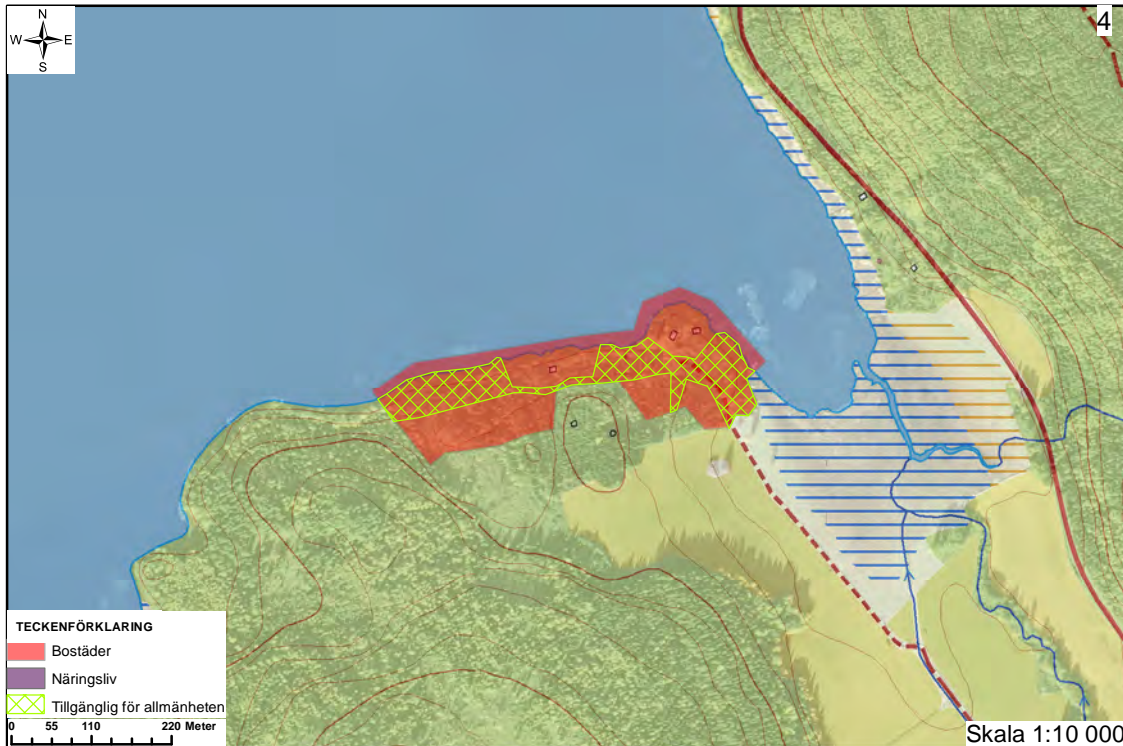 N
W E
S
4
TECKENFÖRKLARING
Bostäder
Näringsliv
Tillgänglig för allmänheten
0 55 110 220 Meter
Skala 1:10 000